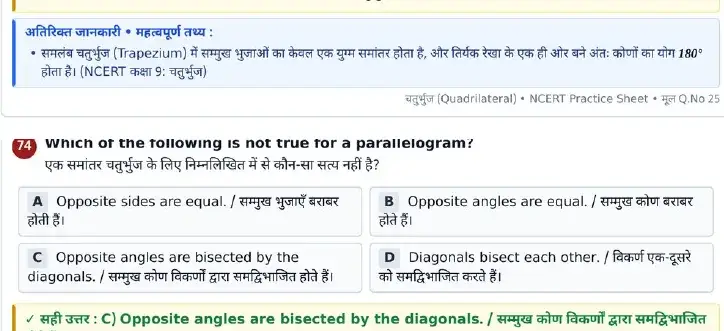 अतिरिक्त जानकारी • महत्वपूर्ण तथ्य :
• समलंब चतुर्भुज (Trapezium) में सम्मुख भुजाओं का केवल एक युग्म समांतर होता है, और तिर्यक रेखा के एक ही ओर बने अंतः कोणों का योग 180°
होता है। (NCERT कक्षा 9: चतुर्भुज)
चतुर्भुज (Quadrilateral) • NCERT Practice Sheet • मूल Q.No 25
74 Which of the following is not true for a parallelogram?
एक समांतर चतुर्भुज के लिए निम्नलिखित में से कौन-सा सत्य नहीं है?
A Opposite sides are equal. / सम्मुख भुजाएँ बराबर
होती हैं।
B Opposite angles are equal. / सम्मुख कोण बराबर
होते हैं।
C Opposite angles are bisected by the
diagonals. / सम्मुख कोण विकर्णों द्वारा समद्विभाजित होते हैं।
D Diagonals bisect each other. / विकर्ण एक-दूसरे
को समद्विभाजित करते हैं।
✓ सही उत्तर : C) Opposite angles are bisected by the diagonals. / सम्मुख कोण विकर्णों द्वारा समद्विभाजित